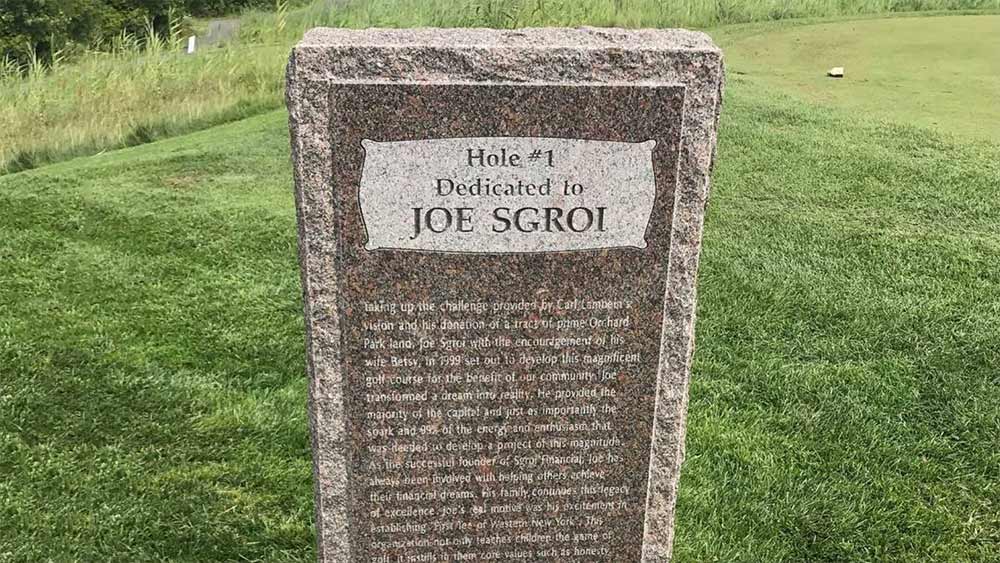 Hole #1
Dedicated to
JOE SGROI
taking up the challenge provided by Carl Lambein's
vision and his donation of a tract of prime Orchard
Park land, Joe Sgroi with the encouragement of his
wife Betsy, in 1999 set out to develop this magnificent
golf course for the benefit of our community. Joe
transformed a dream into reality. He provided the
majority of the capital and just as importantly the
spark and 99% of the energy and enthusiasm that
was needed to develop a project of this magnitude.
As the successful founder of Sgroi Financial, Joe has
always been involved with helping others achieve
their financial dreams. His family continues this legacy
of excellence. Joe's real motive was his excitement in
establishing "First Tee of Western New York". This
organization not only teaches children the game of
golf, it instills in them core values such as honesty,